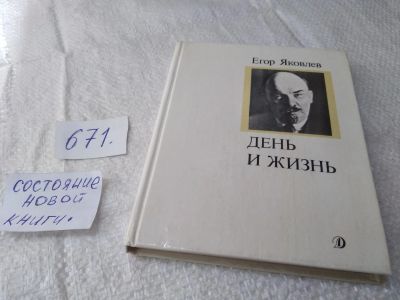 Егор Яковлев
ДЕНЬ
И ЖИЗНЬ
Д
671.
СОСТОЯНИЕ
НОВОЙ
КНИГИ.